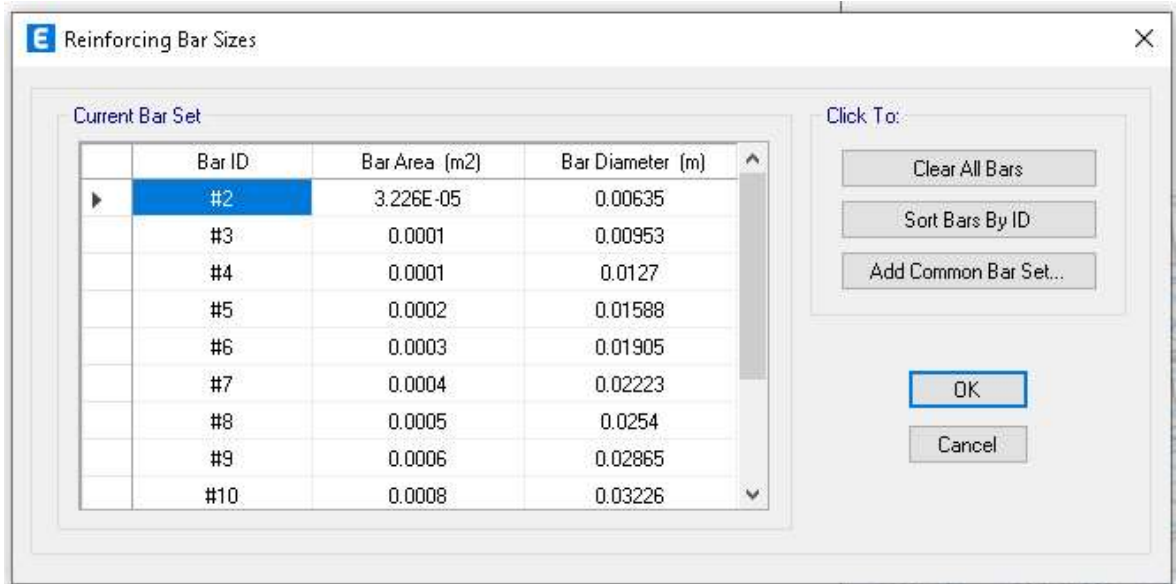 E Reinforcing Bar Sizes
Current Bar Set
Bar ID Bar Area (m2) Bar Diameter (m)
#2 3.226E-05 0.00635
#3 0.0001 0.00953
#4 0.0001 0.0127
#5 0.0002 0.01588
#6 0.0003 0.01905
#7 0.0004 0.02223
#8 0.0005 0.0254
#9 0.0006 0.02865
#10 0.0008 0.03226
Click To:
Clear All Bars
Sort Bars By ID
Add Common Bar Set...
OK
Cancel